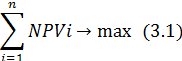 n
∑ NPVi → max (3.1)
i=1